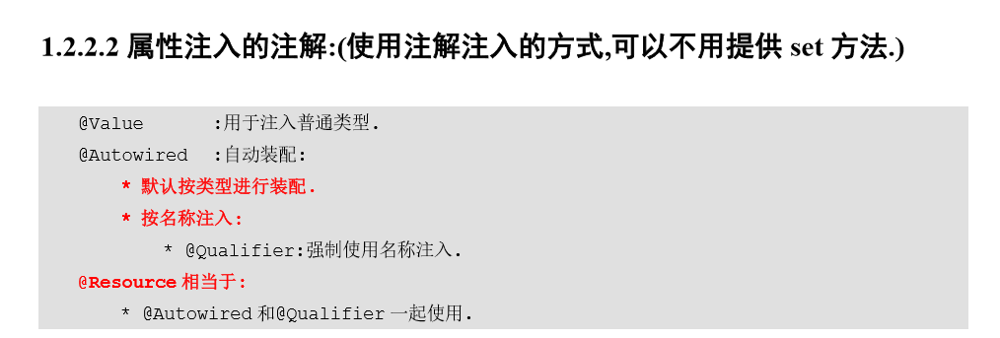 1.2.2.2 属性注入的注解:(使用注解注入的方式,可以不用提供 set 方法.)
@Value :用于注入普通类型.
@Autowired :自动装配:
* 默认按类型进行装配.
* 按名称注入:
* @Qualifier:强制使用名称注入.
@Resource 相当于:
* @Autowired 和@Qualifier 一起使用.